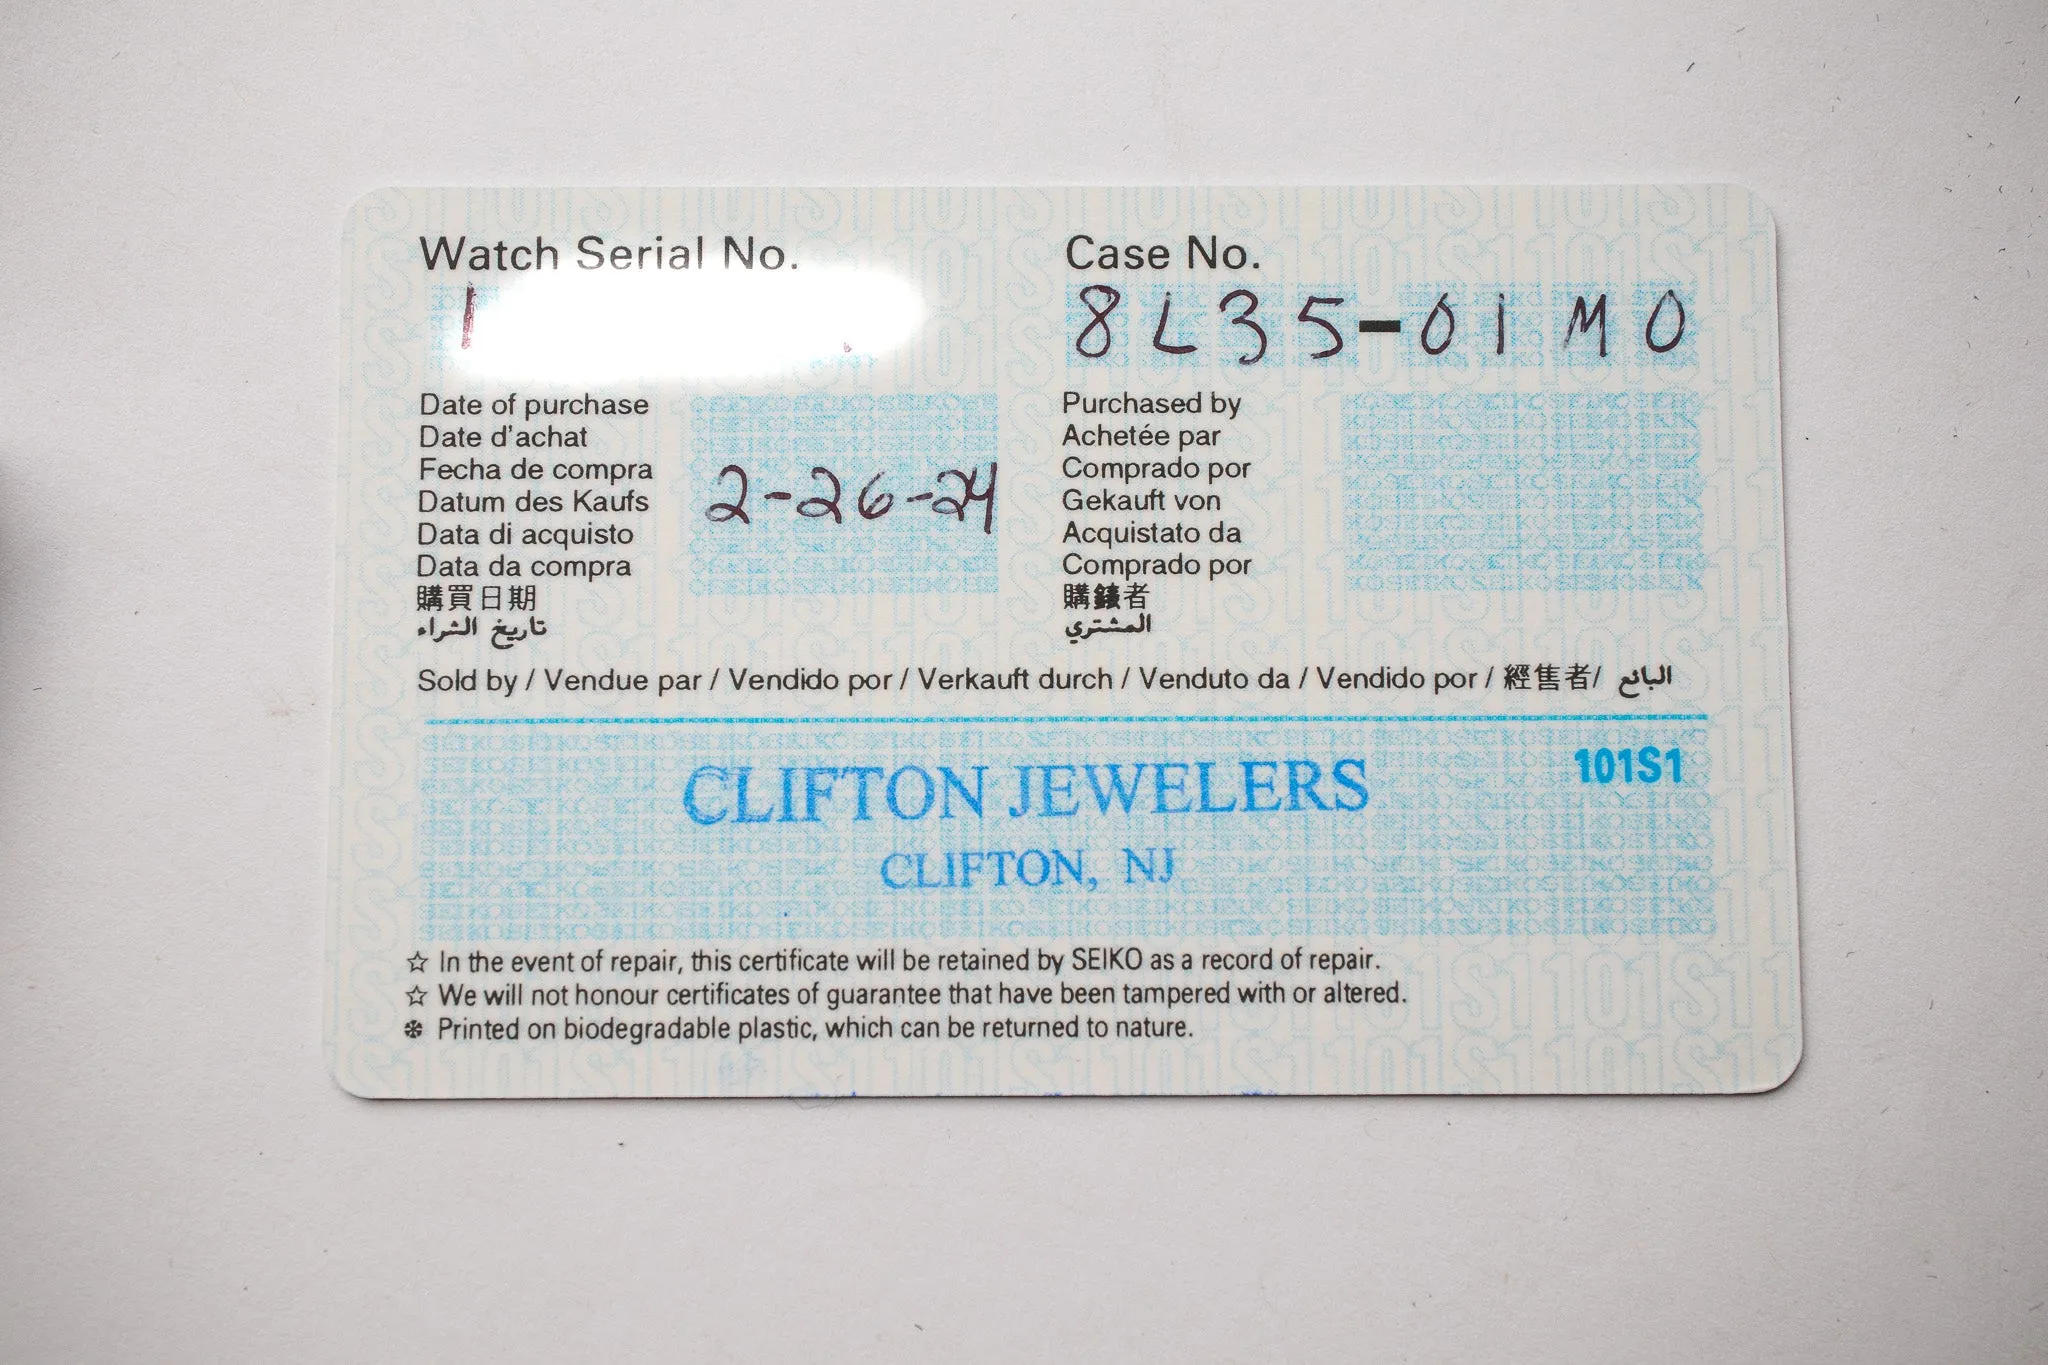 Watch Serial No.
1
Case No.
8L35-01M0
Date of purchase
Date d'achat
Fecha de compra
Datum des Kaufs
Data di acquisto
Data da compra
購買日期
تاريخ الشراء
2-26-24
Purchased by
Achetée par
Comprado por
Gekauft von
Acquistato da
Comprado por
المشتري
Sold by / Vendue par / Vendido por / Verkauft durch / Venduto da / Vendido por / 經售者/ البائع
101S1
CLIFTON JEWELERS
CLIFTON, NJ
☆ In the event of repair, this certificate will be retained by SEIKO as a record of repair.
☆ We will not honour certificates of guarantee that have been tampered with or altered.
❄ Printed on biodegradable plastic, which can be returned to nature.